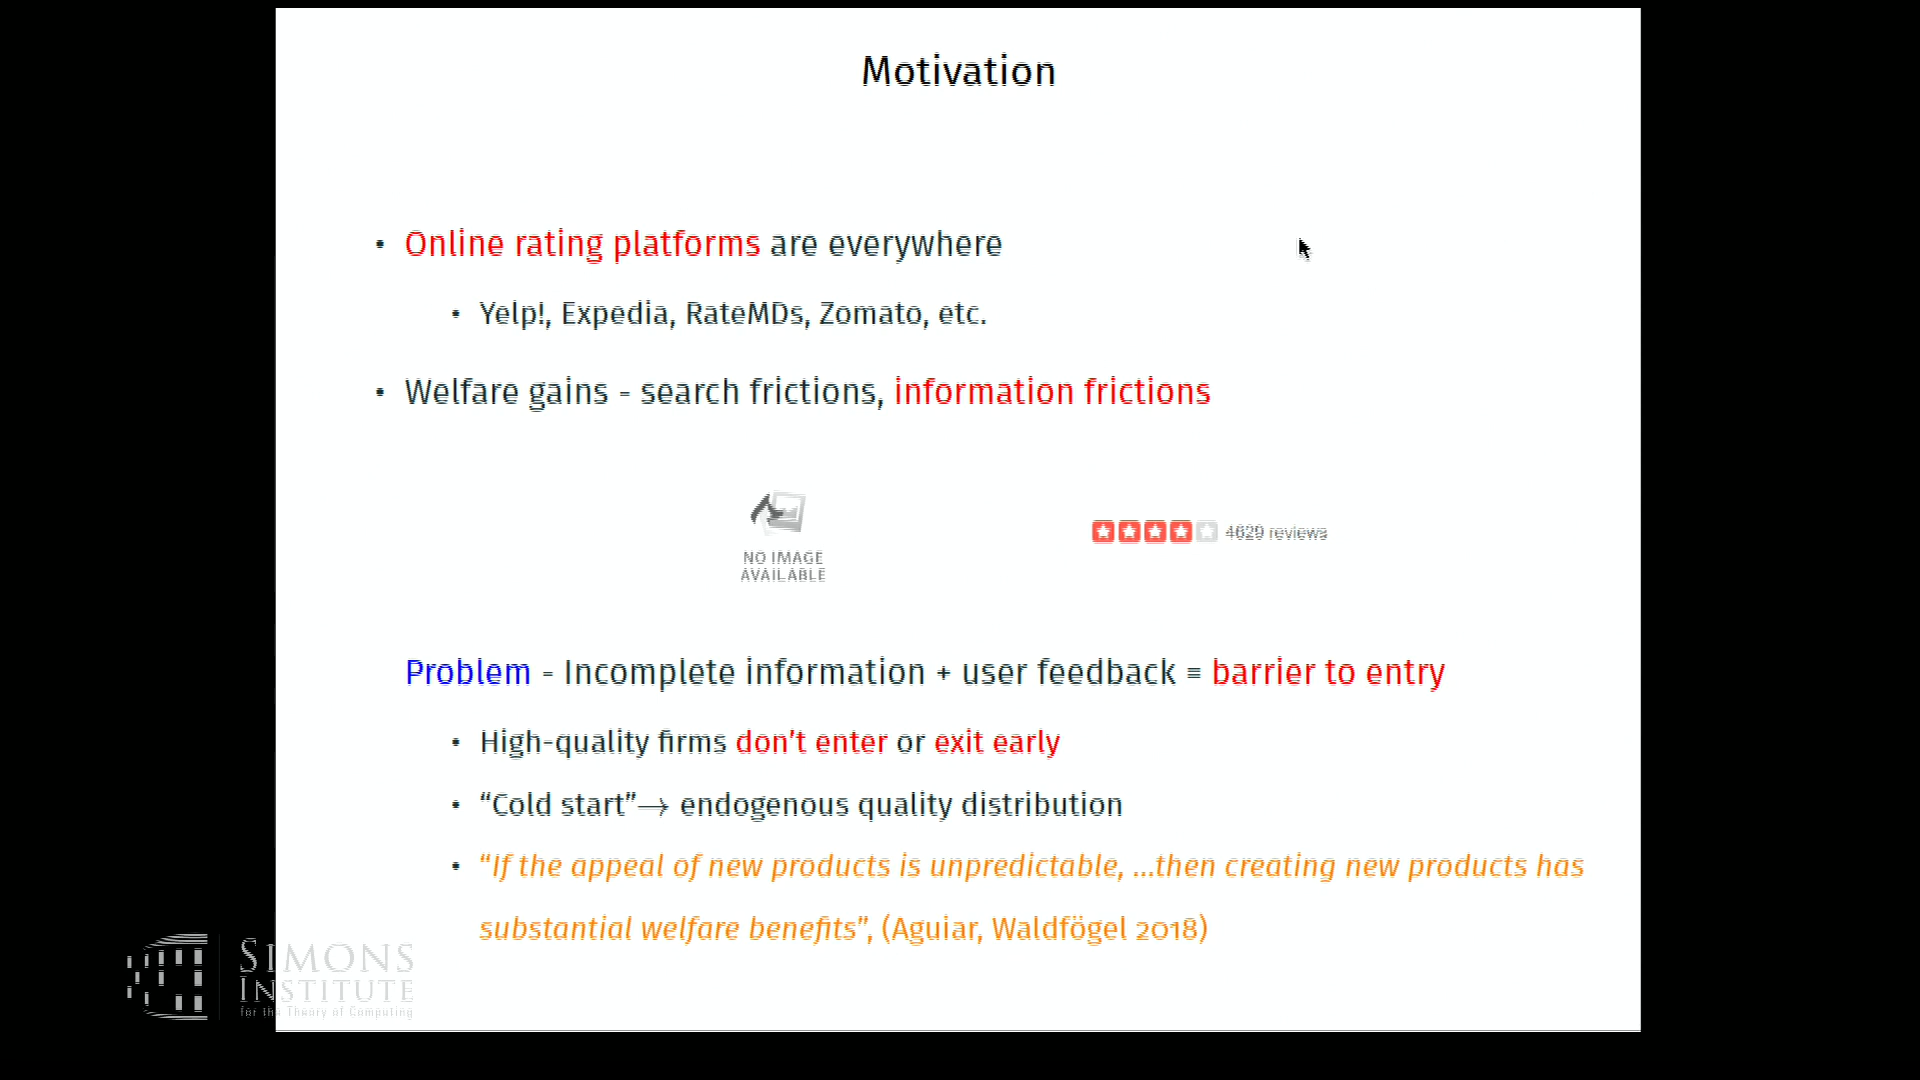 Motivation
• Online rating platforms are everywhere
• Yelp!, Expedia, RateMDs, Zomato, etc.
• Welfare gains - search frictions, information frictions
NO IMAGE
AVAILABLE
4629 reviews
Problem - Incomplete information + user feedback ≡ barrier to entry
• High-quality firms don't enter or exit early
• “Cold start”→ endogenous quality distribution
• “If the appeal of new products is unpredictable, ...then creating new products has
substantial welfare benefits”, (Aguiar, Waldfögel 2018)
SIMONS
INSTITUTE
for the Theory of Computing